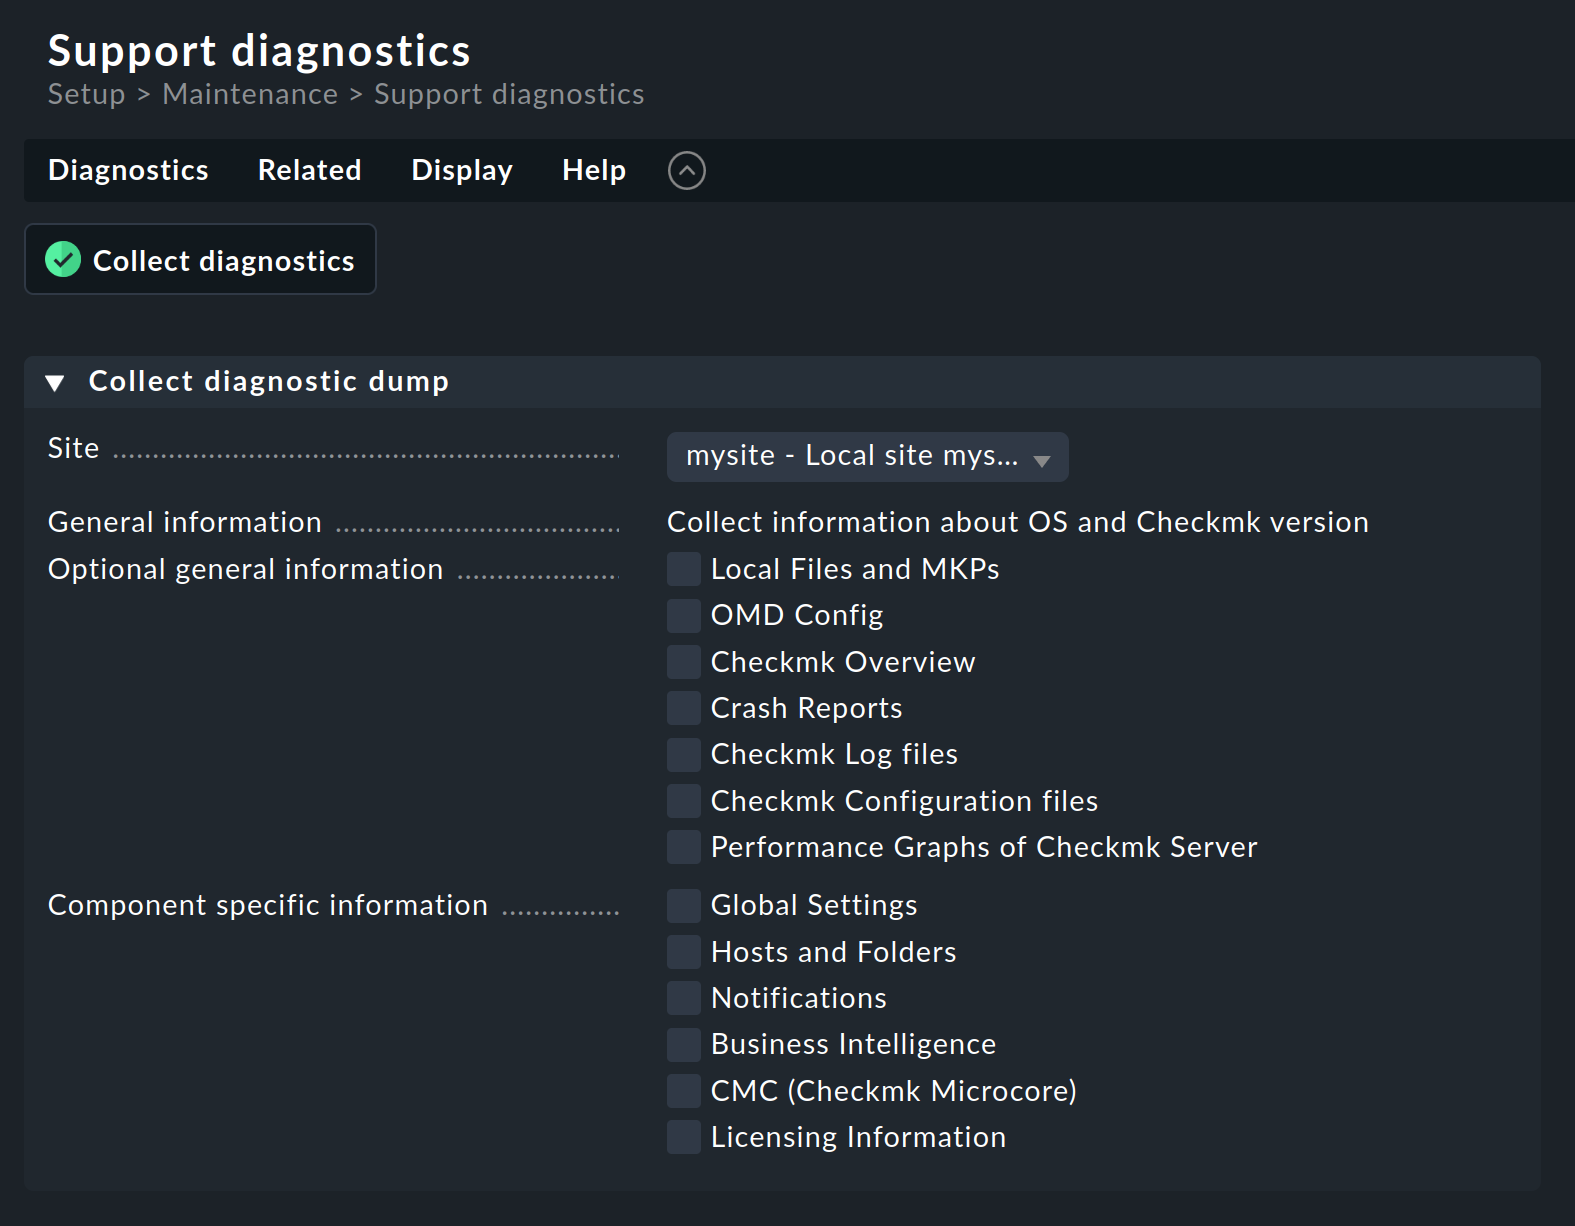 Support diagnostics
Setup > Maintenance > Support diagnostics
Diagnostics Related Display Help
Collect diagnostics
Collect diagnostic dump
Site mysite - Local site mys...
General information Collect information about OS and Checkmk version
Optional general information Local Files and MKPs
OMD Config
Checkmk Overview
Crash Reports
Checkmk Log files
Checkmk Configuration files
Performance Graphs of Checkmk Server
Component specific information Global Settings
Hosts and Folders
Notifications
Business Intelligence
CMC (Checkmk Microcore)
Licensing Information